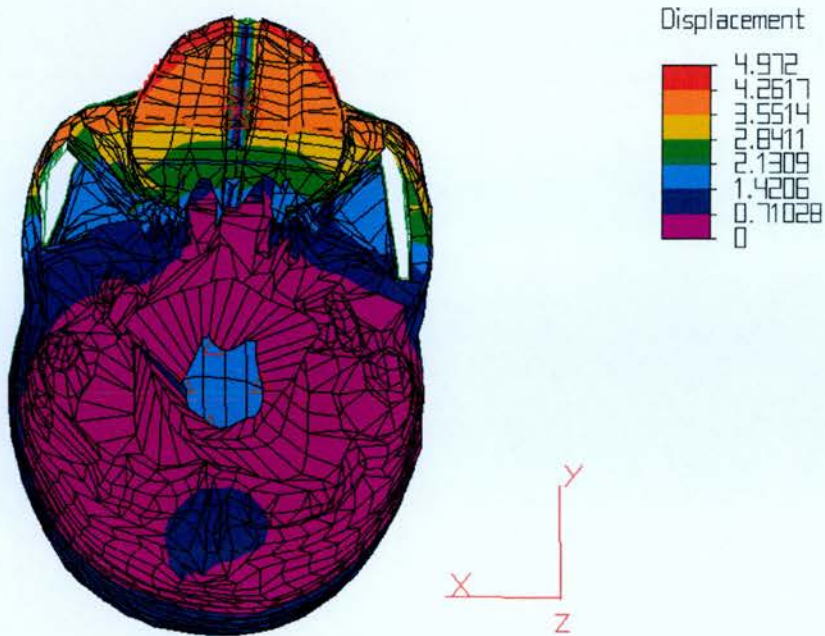 Displacement
4.972
4.2617
3.5514
2.8411
2.1309
1.4206
0.71028
0
Y
X
Z